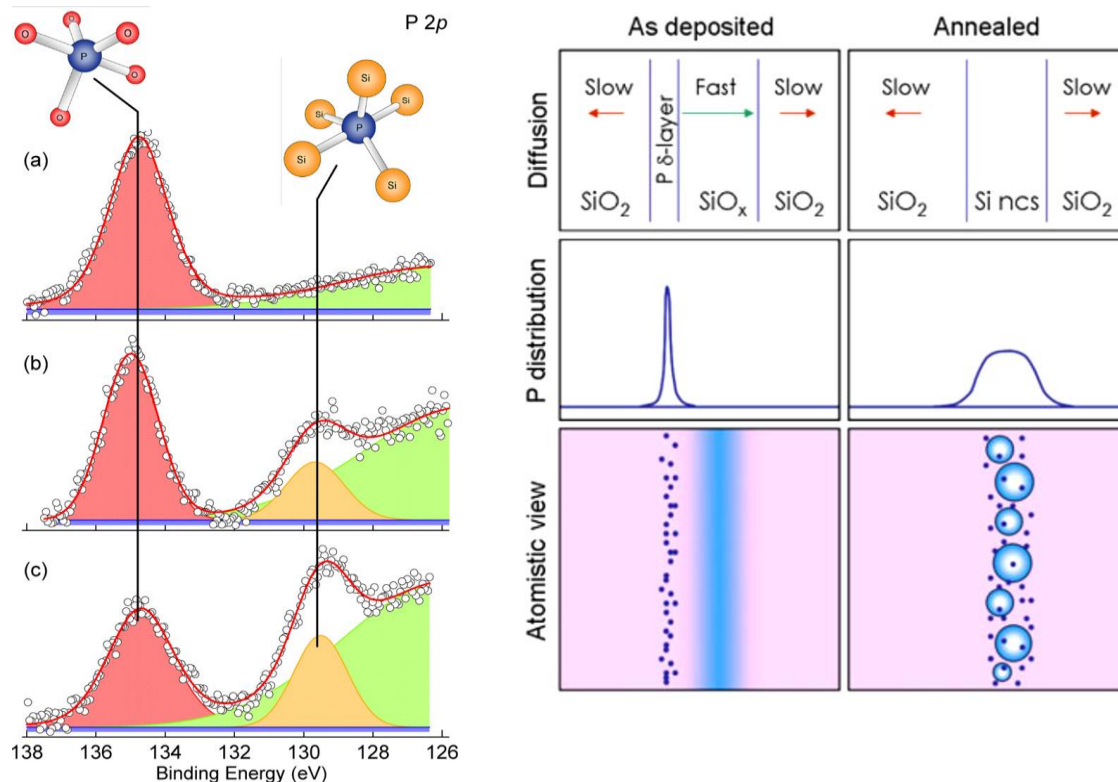 P 2p
O
O
O
P
O
O
Si
Si
Si
P
Si
Si
(a)
(b)
(c)
138 136 134 132 130 128 126
Binding Energy (eV)
As deposited Annealed
Diffusion
Slow Fast Slow
P δ-layer
SiO₂ SiOₓ SiO₂
Slow Slow
SiO₂ Si ncs SiO₂
P distribution
Atomistic view